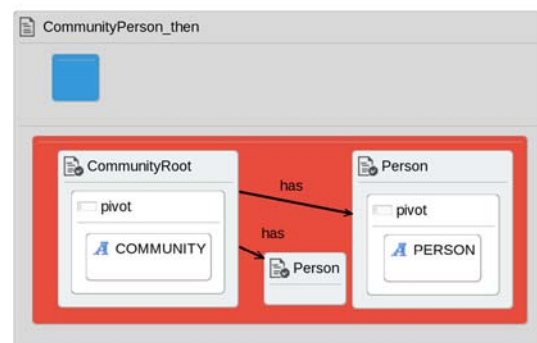 CommunityPerson_then
CommunityRoot
Person
has
pivot
pivot
has
COMMUNITY
PERSON
Person